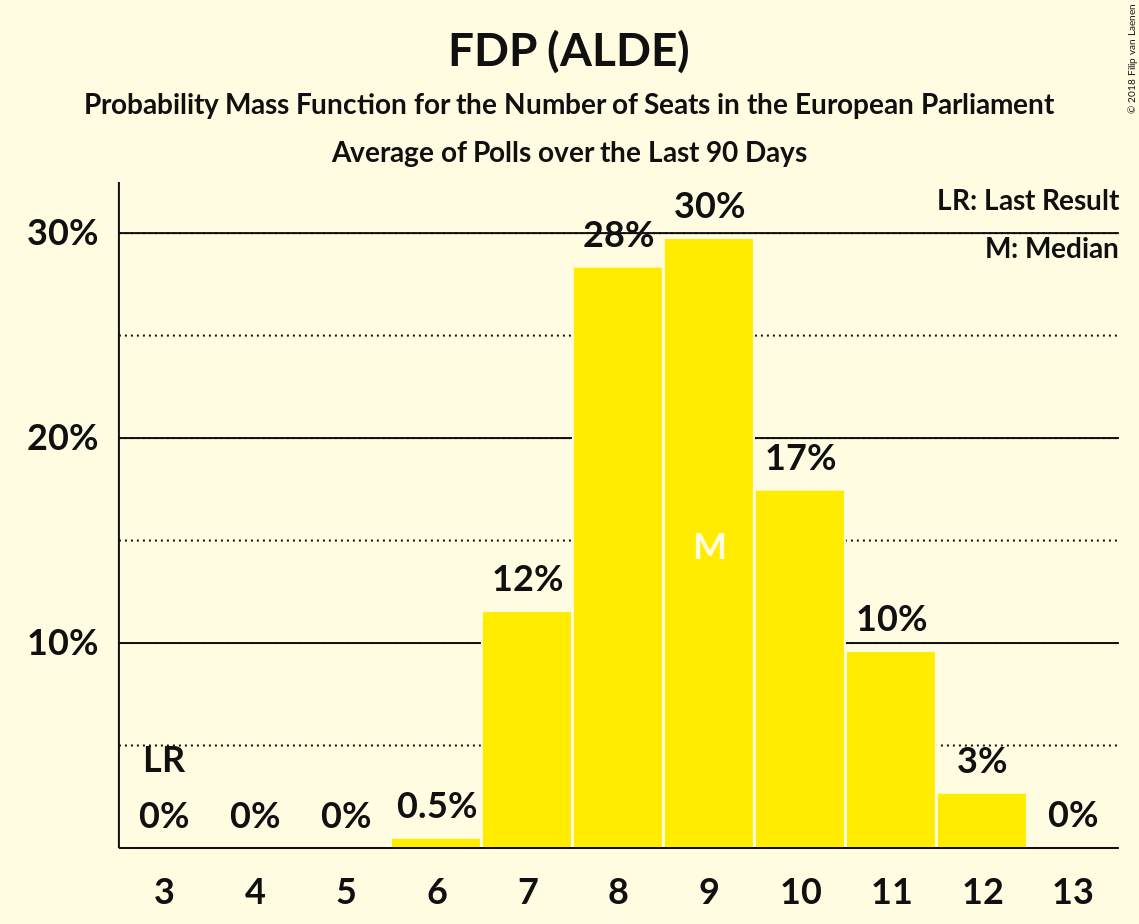 FDP (ALDE)
Probability Mass Function for the Number of Seats in the European Parliament
Average of Polls over the Last 90 Days
© 2018 Filip van Laenen
LR: Last Result
M: Median
30%
20%
10%
LR
0%
0%
0%
0.5%
12%
28%
30%
M
17%
10%
3%
0%
3 4 5 6 7 8 9 10 11 12 13